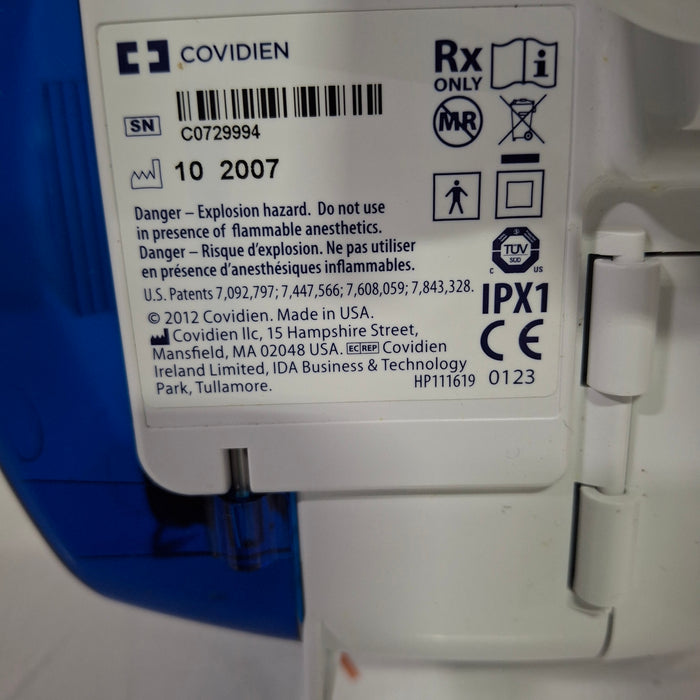 COVIDIEN
Rx
ONLY
SN
C0729994
MR
10 2007
Danger – Explosion hazard. Do not use
in presence of flammable anesthetics.
Danger – Risque d'explosion. Ne pas utiliser
en présence d'anesthésiques inflammables.
U.S. Patents 7,092,797; 7,447,566; 7,608,059; 7,843,328.
© 2012 Covidien. Made in USA.
Covidien llc, 15 Hampshire Street,
Mansfield, MA 02048 USA. EC REP Covidien
Ireland Limited, IDA Business & Technology
Park, Tullamore.
HP111619
TÜV
SÜD
C US
IPX1
CE
0123